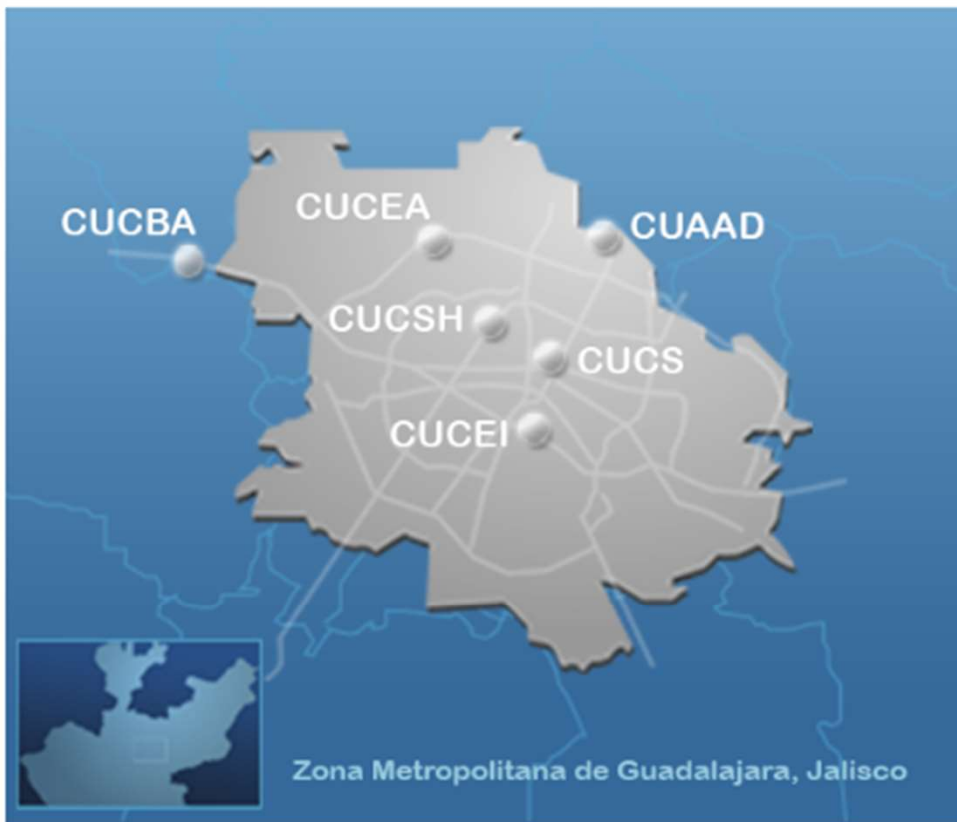 CUCEA
CUCBA
CUAAD
CUCSH
CUCS
CUCEI
Zona Metropolitana de Guadalajara, Jalisco